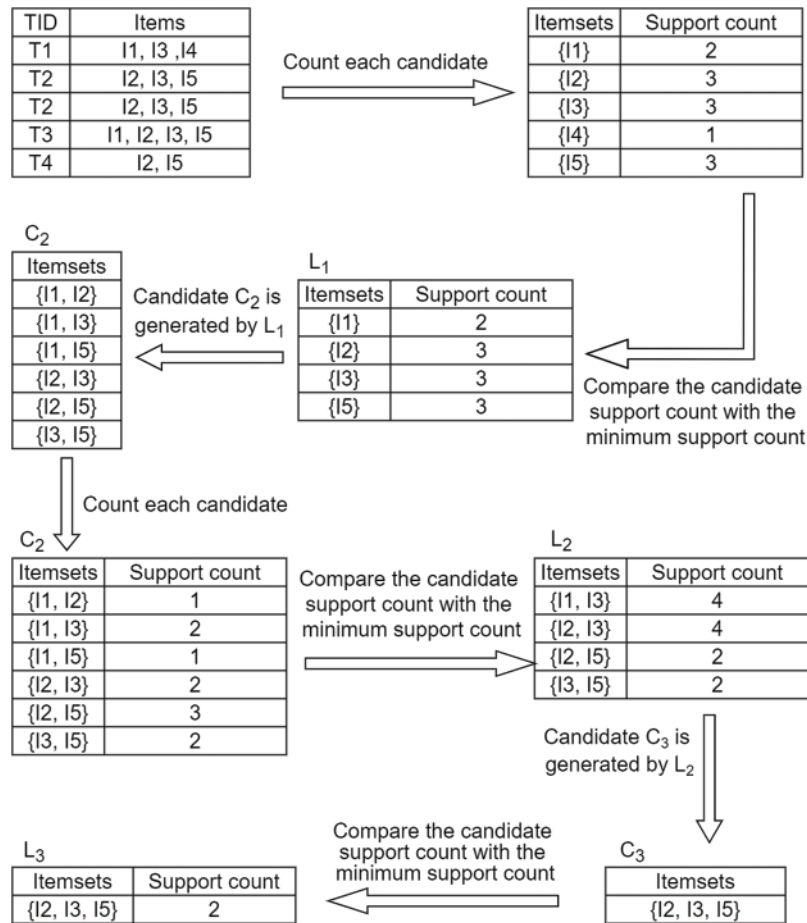 TID Items
T1 I1, I3 ,I4
T2 I2, I3, I5
T2 I2, I3, I5
T3 I1, I2, I3, I5
T4 I2, I5
Count each candidate
Itemsets Support count
{I1} 2
{I2} 3
{I3} 3
{I4} 1
{I5} 3
C2
Itemsets
{I1, I2}
{I1, I3}
{I1, I5}
{I2, I3}
{I2, I5}
{I3, I5}
Candidate C2 is
generated by L1
L1
Itemsets Support count
{I1} 2
{I2} 3
{I3} 3
{I5} 3
Compare the candidate
support count with the
minimum support count
Count each candidate
C2
Itemsets Support count
{I1, I2} 1
{I1, I3} 2
{I1, I5} 1
{I2, I3} 2
{I2, I5} 3
{I3, I5} 2
Compare the candidate
support count with the
minimum support count
L2
Itemsets Support count
{I1, I3} 4
{I2, I3} 4
{I2, I5} 2
{I3, I5} 2
Candidate C3 is
generated by L2
C3
Itemsets
{I2, I3, I5}
Compare the candidate
support count with the
minimum support count
L3
Itemsets Support count
{I2, I3, I5} 2